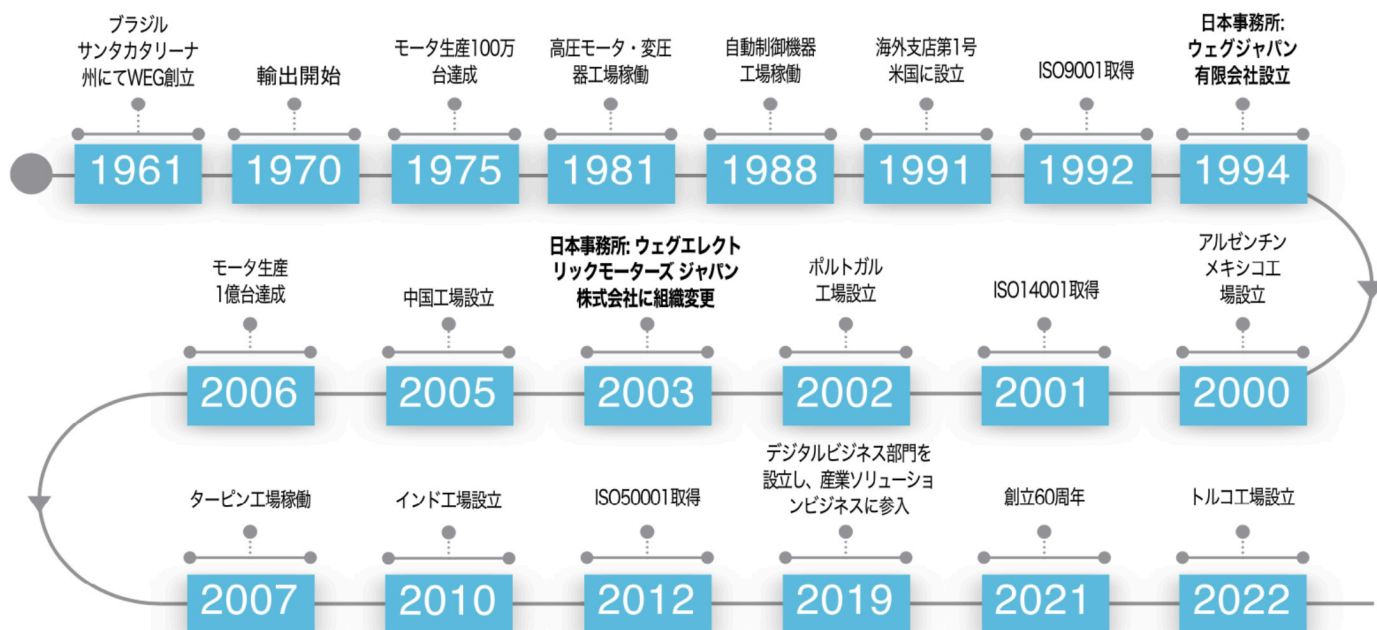 ブラジル
サンタカタリーナ
州にてWEG創立
1961
輸出開始
1970
モータ生産100万
台達成
1975
高圧モータ・変圧
器工場稼働
1981
自動制御機器
工場稼働
1988
海外支店第1号
米国に設立
1991
ISO9001取得
1992
日本事務所:
ウェグジャパン
有限会社設立
1994
アルゼンチン
メキシコ工
場設立
2000
ISO14001取得
2001
ポルトガル
工場設立
2002
日本事務所: ウェグエレクト
リックモーターズ ジャパン
株式会社に組織変更
2003
中国工場設立
2005
モータ生産
1億台達成
2006
タービン工場稼働
2007
インド工場設立
2010
ISO50001取得
2012
デジタルビジネス部門を
設立し、産業ソリューショ
ンビジネスに参入
2019
創立60周年
2021
トルコ工場設立
2022